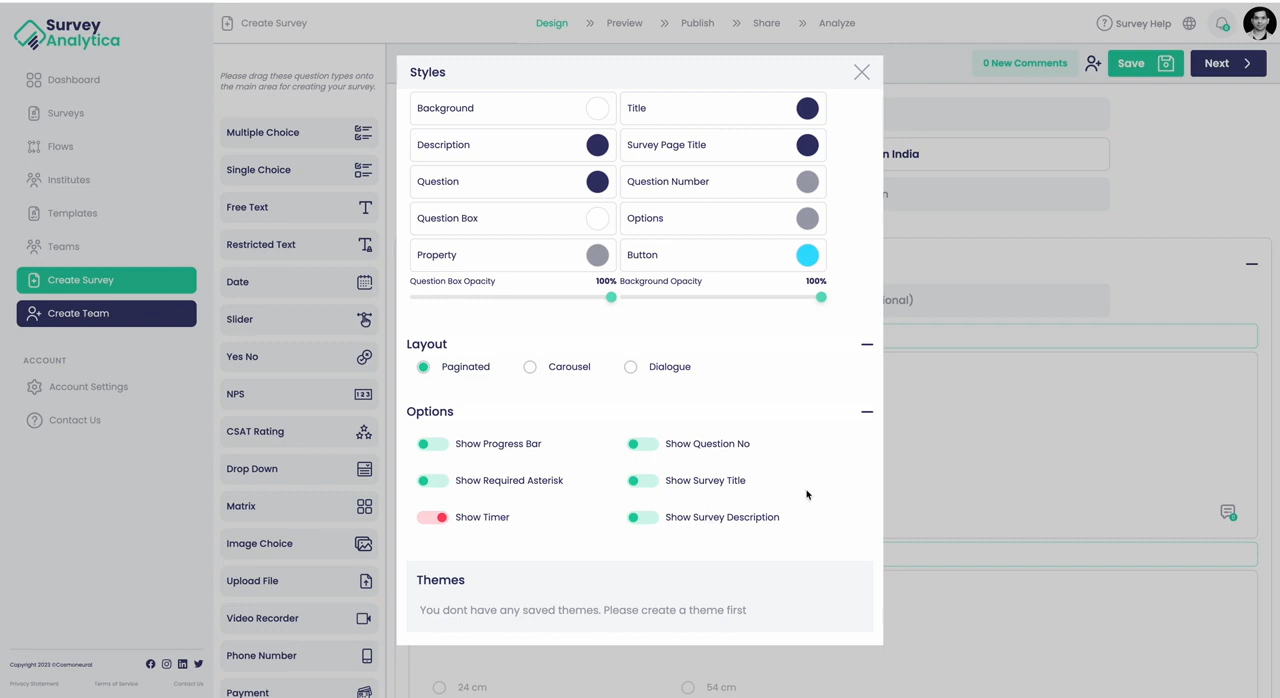 Survey
Analytica
Dashboard
Surveys
Flows
Institutes
Templates
Teams
Create Survey
Create Team
ACCOUNT
Account Settings
Contact Us
Copyright 2023 ©Cosmoneural
Privacy Statement
Terms of Service
Contact Us
Create Survey
Design
Preview
Publish
Share
Analyze
Survey Help
0 New Comments
Save
Next
Please drag these question types onto
the main area for creating your survey.
Multiple Choice
Single Choice
Free Text
Restricted Text
Date
Slider
Yes No
NPS
123
CSAT Rating
Drop Down
Matrix
Image Choice
Upload File
Video Recorder
Phone Number
Payment
Styles
Background
Title
Description
Survey Page Title
Question
Question Number
Question Box
Options
Property
Button
Question Box Opacity 100%
Background Opacity 100%
Layout
Paginated
Carousel
Dialogue
Options
Show Progress Bar
Show Question No
Show Required Asterisk
Show Survey Title
Show Timer
Show Survey Description
Themes
You dont have any saved themes. Please create a theme first
n India
n
ional)
24 cm
54 cm